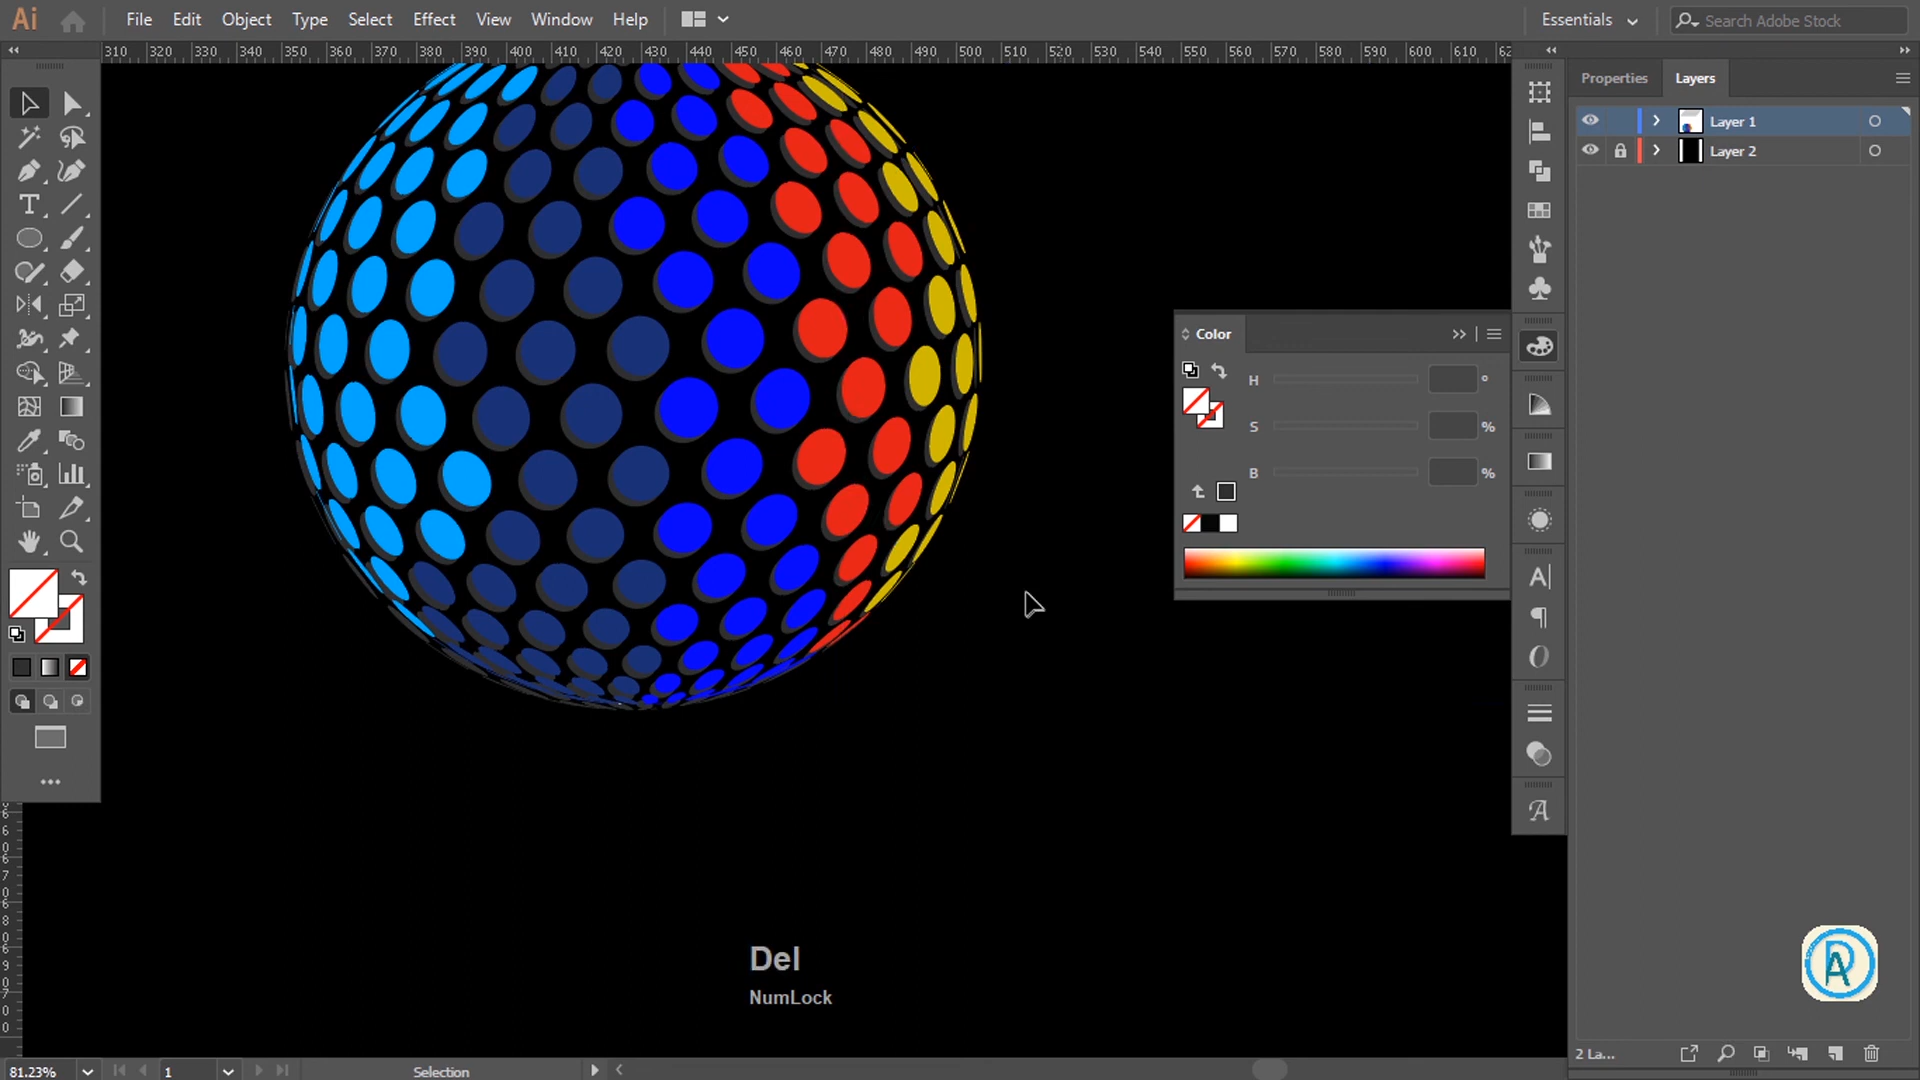 Ai File Edit Object Type Select Effect View Window Help Essentials Search Adobe Stock
310 320 330 340 350 360 370 380 390 400 410 420 430 440 450 460 470 480 490 500 510 520 530 540 550 560 570 580 590 600 610 62
Properties Layers
Layer 1
Layer 2
Color
H °
S %
B %
Del
NumLock
2 La...
81.23% 1 Selection